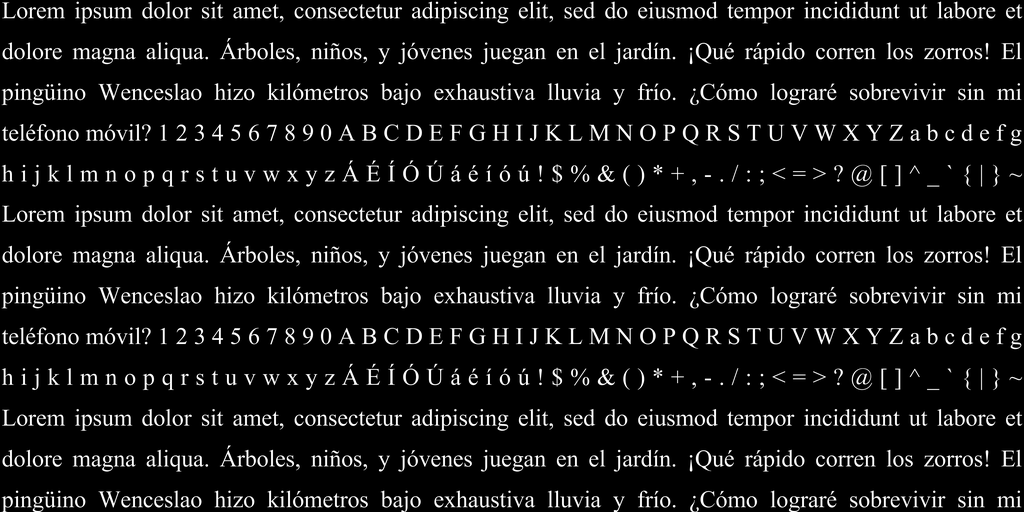 Lorem ipsum dolor sit amet, consectetur adipiscing elit, sed do eiusmod tempor incididunt ut labore et
dolore magna aliqua. Árboles, niños, y jóvenes juegan en el jardín. ¡Qué rápido corren los zorros! El
pingüino Wenceslao hizo kilómetros bajo exhaustiva lluvia y frío. ¿Cómo lograré sobrevivir sin mi
teléfono móvil? 1 2 3 4 5 6 7 8 9 0 A B C D E F G H I J K L M N O P Q R S T U V W X Y Z a b c d e f g
h i j k l m n o p q r s t u v w x y z Á É Í Ó Ú á é í ó ú ! $ % & ( ) * + , - . / : ; < = > ? @ [ ] ^ _ ` { | } ~
Lorem ipsum dolor sit amet, consectetur adipiscing elit, sed do eiusmod tempor incididunt ut labore et
dolore magna aliqua. Árboles, niños, y jóvenes juegan en el jardín. ¡Qué rápido corren los zorros! El
pingüino Wenceslao hizo kilómetros bajo exhaustiva lluvia y frío. ¿Cómo lograré sobrevivir sin mi
teléfono móvil? 1 2 3 4 5 6 7 8 9 0 A B C D E F G H I J K L M N O P Q R S T U V W X Y Z a b c d e f g
h i j k l m n o p q r s t u v w x y z Á É Í Ó Ú á é í ó ú ! $ % & ( ) * + , - . / : ; < = > ? @ [ ] ^ _ ` { | } ~
Lorem ipsum dolor sit amet, consectetur adipiscing elit, sed do eiusmod tempor incididunt ut labore et
dolore magna aliqua. Árboles, niños, y jóvenes juegan en el jardín. ¡Qué rápido corren los zorros! El
pingüino Wenceslao hizo kilómetros bajo exhaustiva lluvia y frío. ¿Cómo lograré sobrevivir sin mi